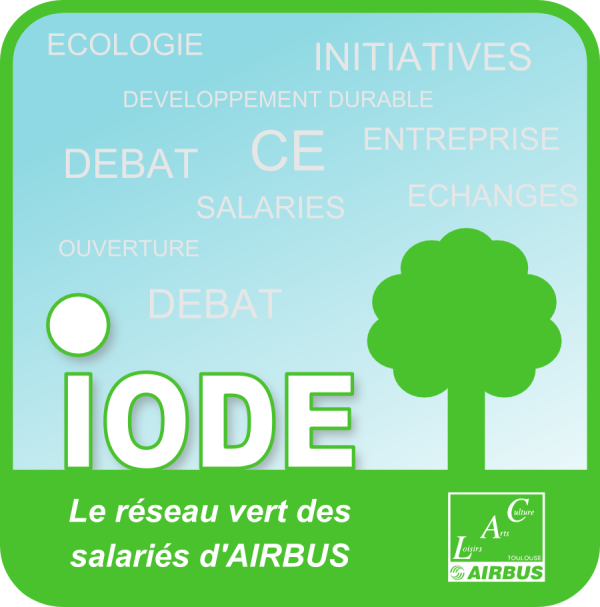 ECOLOGIE
INITIATIVES
DEVELOPPEMENT DURABLE
CE
ENTREPRISE
DEBAT
ECHANGES
SALARIES
OUVERTURE
DEBAT
iODE
Le réseau vert des
salariés d'AIRBUS
Culture
Arts
Loisirs
TOULOUSE
AIRBUS